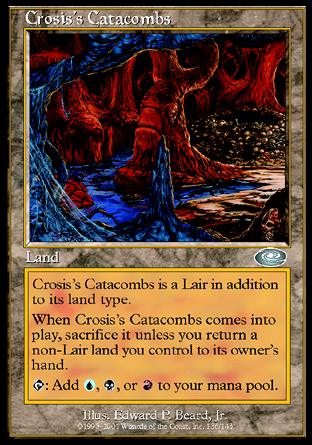 Crosis's Catacombs
Land
Crosis's Catacombs is a Lair in addition
to its land type.
When Crosis's Catacombs comes into
play, sacrifice it unless you return a
non-Lair land you control to its owner's
hand.
: Add , , or to your mana pool.
Illus. Edward P. Beard, Jr.
Wizards of the Coast, Inc. 136/143